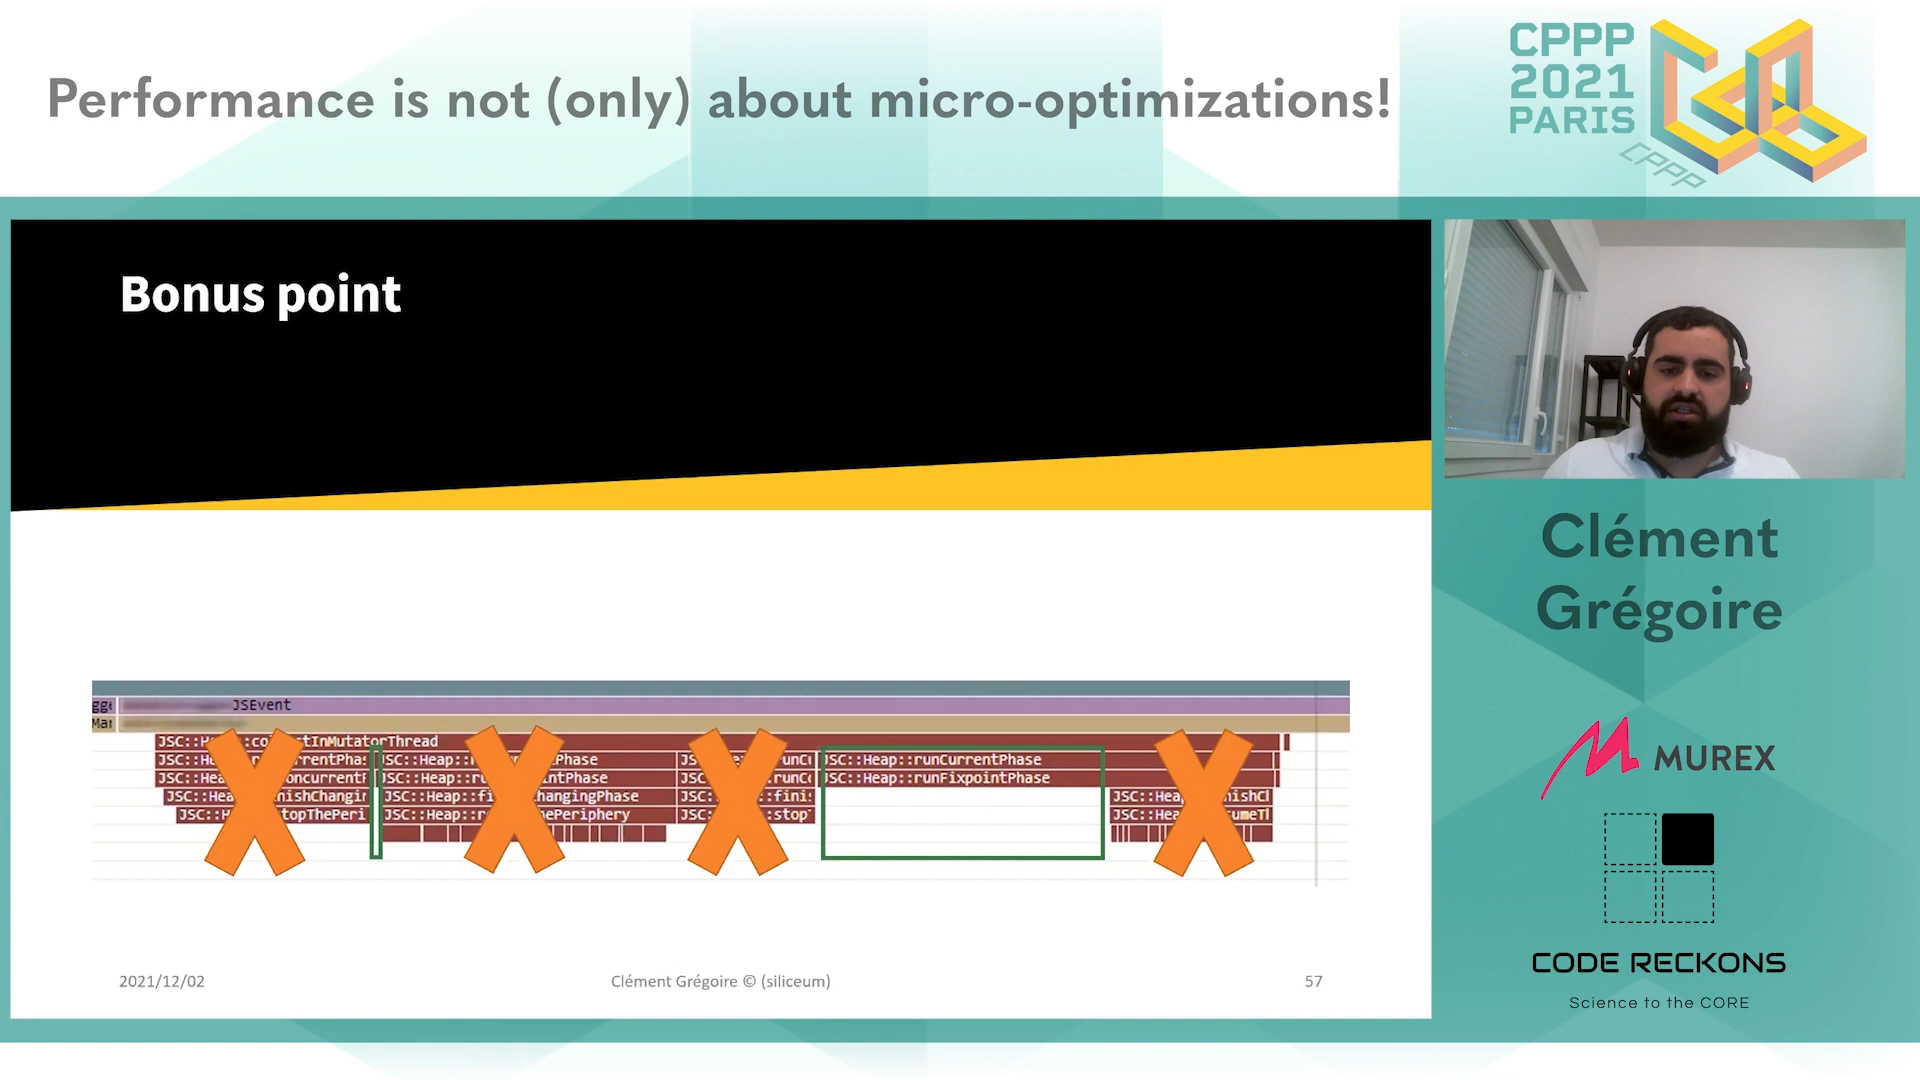 Performance is not (only) about micro-optimizations!
CPPP
2021
PARIS
CPPP
Bonus point
JSEvent
JSC::Heap::runCurrentPhase
JSC::Heap::runFixpointPhase
2021/12/02
Clément Grégoire © (siliceum)
57
Clément
Grégoire
MUREX
CODE RECKONS
Science to the CORE